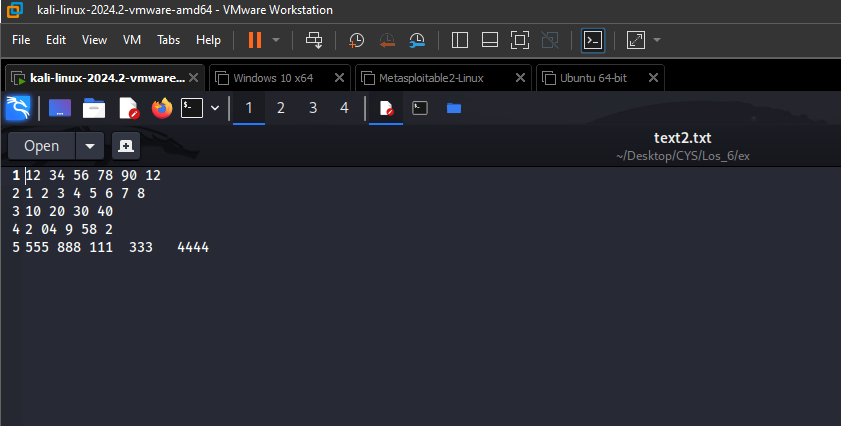 kali-linux-2024.2-vmware-amd64 - VMware Workstation
File Edit View VM Tabs Help
kali-linux-2024.2-vmware... Windows 10 x64 Metasploitable2-Linux Ubuntu 64-bit
1 2 3 4
Open text2.txt
~/Desktop/CYS/Los_6/ex
1 12 34 56 78 90 12
2 1 2 3 4 5 6 7 8
3 10 20 30 40
4 2 04 9 58 2
5 555 888 111  333   4444